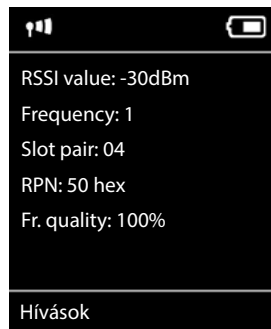 RSSI value: -30dBm
Frequency: 1
Slot pair: 04
RPN: 50 hex
Fr. quality: 100%
Hívások